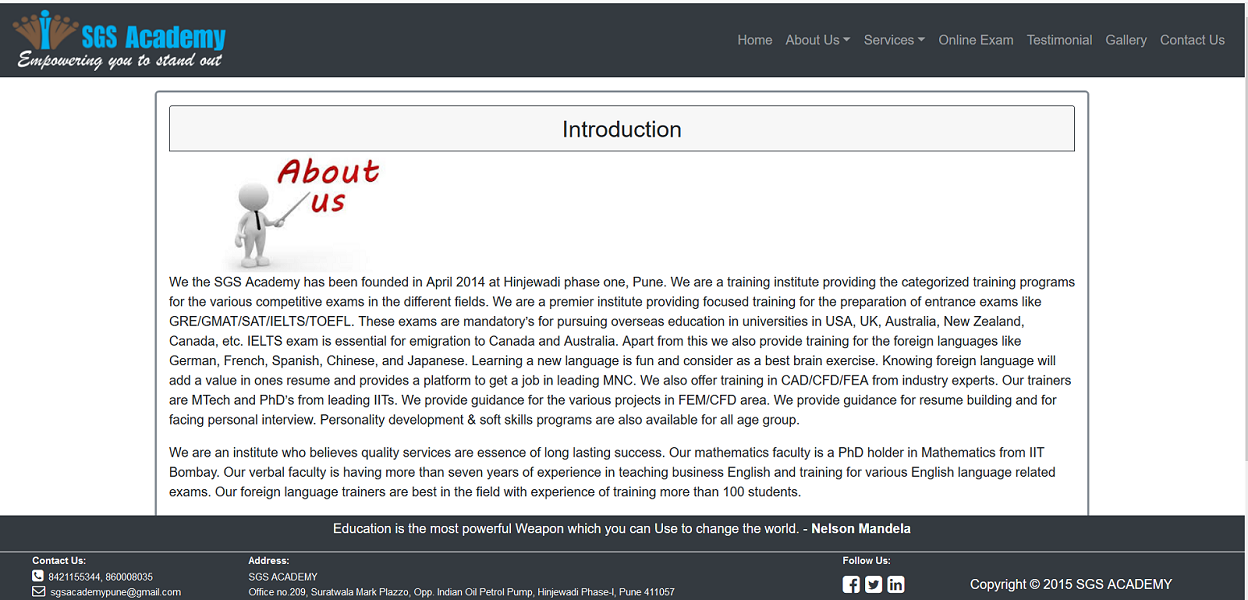 SGS Academy
Empowering you to stand out
Home About Us Services Online Exam Testimonial Gallery Contact Us
Introduction
About
us
We the SGS Academy has been founded in April 2014 at Hinjewadi phase one, Pune. We are a training institute providing the categorized training programs
for the various competitive exams in the different fields. We are a premier institute providing focused training for the preparation of entrance exams like
GRE/GMAT/SAT/IELTS/TOEFL. These exams are mandatory's for pursuing overseas education in universities in USA, UK, Australia, New Zealand,
Canada, etc. IELTS exam is essential for emigration to Canada and Australia. Apart from this we also provide training for the foreign languages like
German, French, Spanish, Chinese, and Japanese. Learning a new language is fun and consider as a best brain exercise. Knowing foreign language will
add a value in ones resume and provides a platform to get a job in leading MNC. We also offer training in CAD/CFD/FEA from industry experts. Our trainers
are MTech and PhD's from leading IITs. We provide guidance for the various projects in FEM/CFD area. We provide guidance for resume building and for
facing personal interview. Personality development & soft skills programs are also available for all age group.
We are an institute who believes quality services are essence of long lasting success. Our mathematics faculty is a PhD holder in Mathematics from IIT
Bombay. Our verbal faculty is having more than seven years of experience in teaching business English and training for various English language related
exams. Our foreign language trainers are best in the field with experience of training more than 100 students.
Education is the most powerful Weapon which you can Use to change the world. - Nelson Mandela
Contact Us:
8421155344, 860008035
sgsacademypune@gmail.com
Address:
SGS ACADEMY
Office no.209, Suratwala Mark Plazzo, Opp. Indian Oil Petrol Pump, Hinjewadi Phase-I, Pune 411057
Follow Us:
Copyright © 2015 SGS ACADEMY